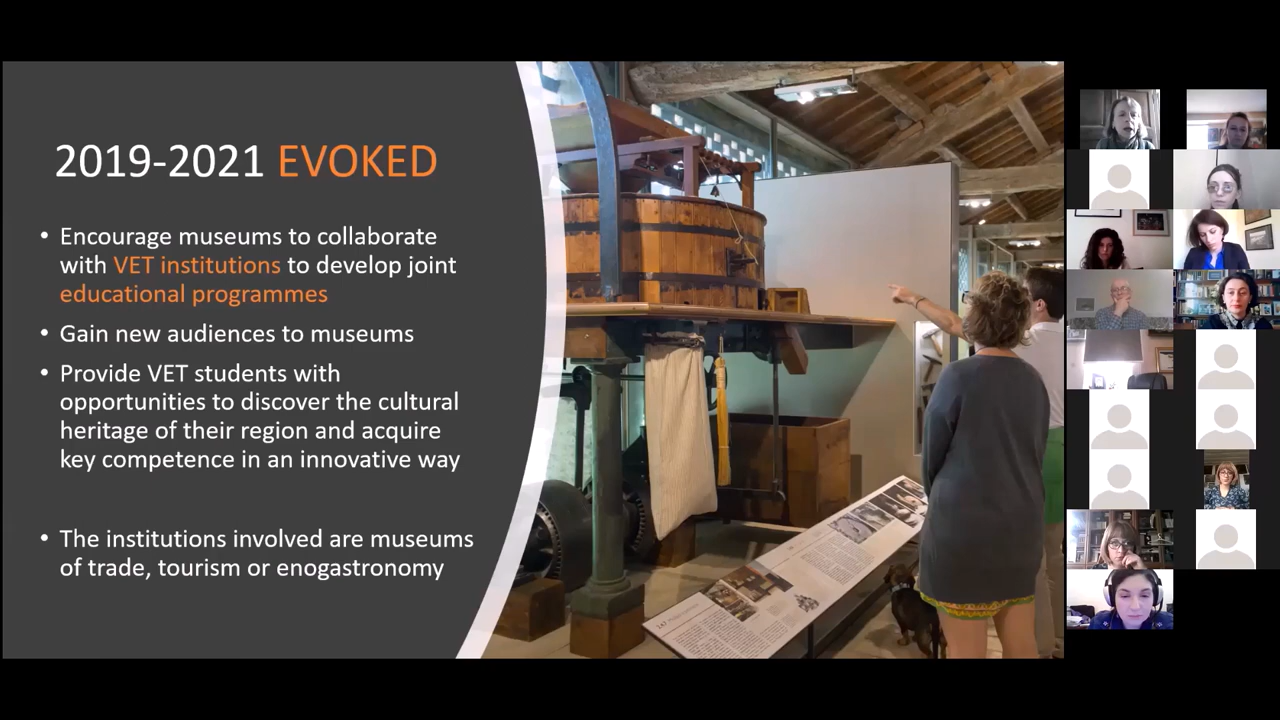 2019-2021 EVOKED
• Encourage museums to collaborate
with VET institutions to develop joint
educational programmes
• Gain new audiences to museums
• Provide VET students with
opportunities to discover the cultural
heritage of their region and acquire
key competence in an innovative way
• The institutions involved are museums
of trade, tourism or enogastronomy